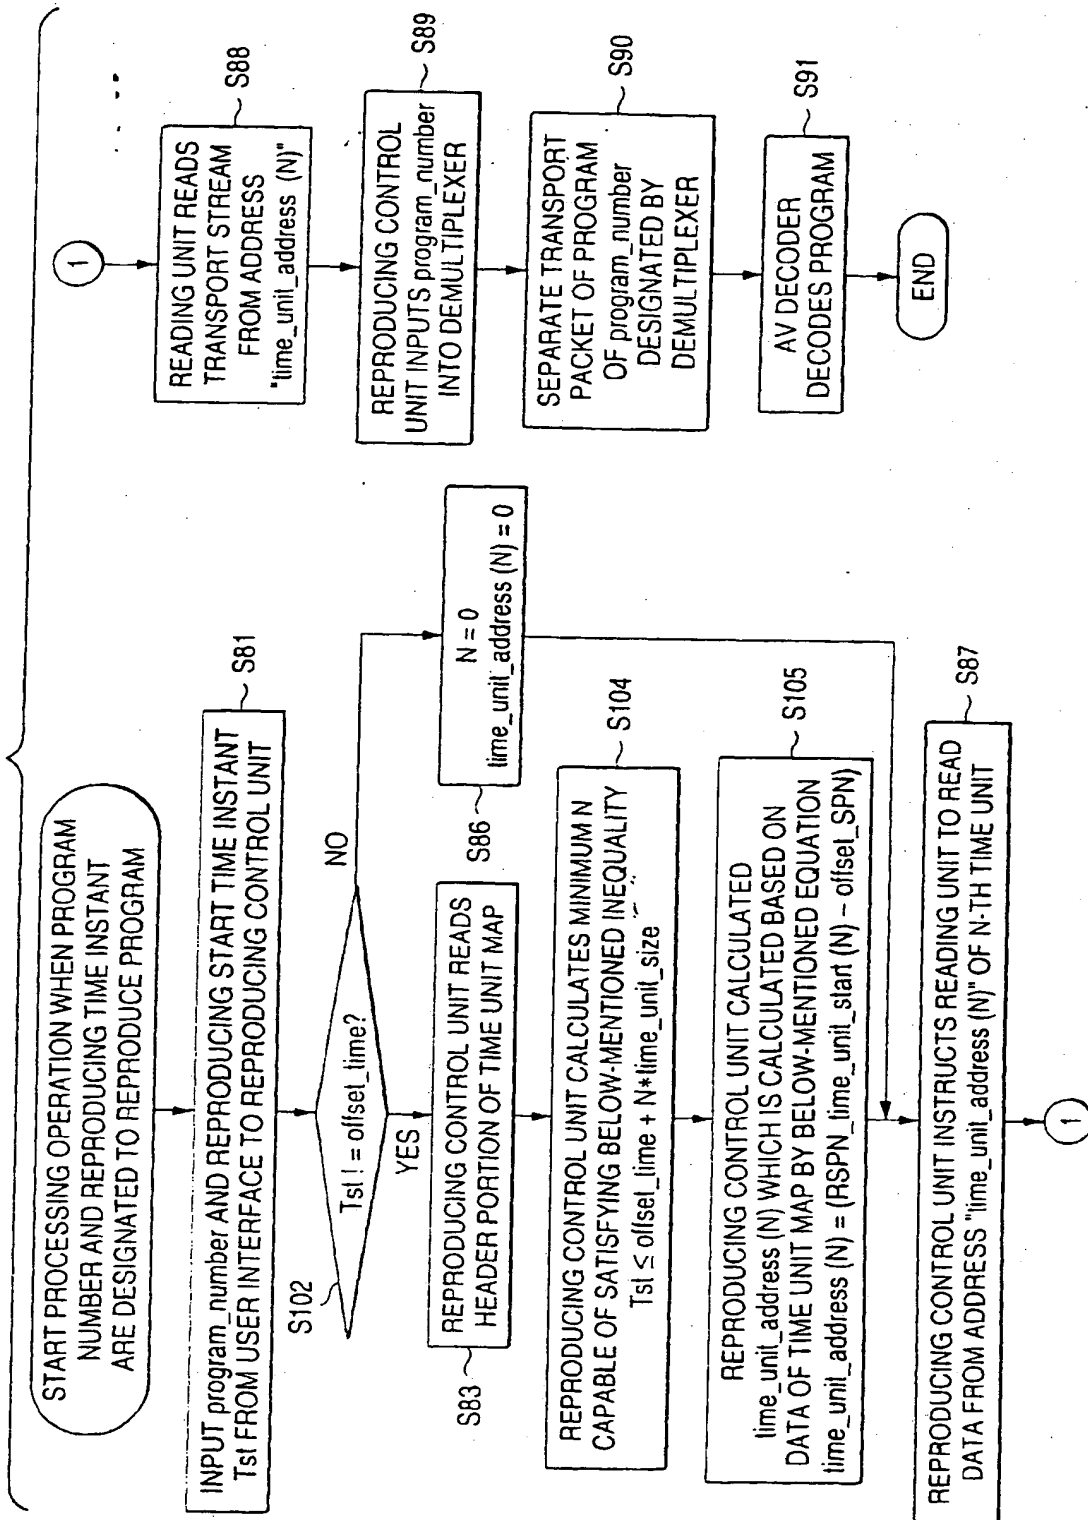 START PROCESSING OPERATION WHEN PROGRAM
NUMBER AND REPRODUCING TIME INSTANT
ARE DESIGNATED TO REPRODUCE PROGRAM
INPUT program_number AND REPRODUCING START TIME INSTANT
Tst FROM USER INTERFACE TO REPRODUCING CONTROL UNIT
S81
Tst ! = offset_time?
S102
NO
YES
REPRODUCING CONTROL UNIT READS
HEADER PORTION OF TIME UNIT MAP
S83
N = 0
time_unit_address (N) = 0
S86
REPRODUCING CONTROL UNIT CALCULATES MINIMUM N
CAPABLE OF SATISFYING BELOW-MENTIONED INEQUALITY
Tst ≤ offset_time + N*time_unit_size
S104
REPRODUCING CONTROL UNIT CALCULATED
time_unit_address (N) WHICH IS CALCULATED BASED ON
DATA OF TIME UNIT MAP BY BELOW-MENTIONED EQUATION
time_unit_address (N) = (RSPN_time_unit_start (N) – offset_SPN)
S105
REPRODUCING CONTROL UNIT INSTRUCTS READING UNIT TO READ
DATA FROM ADDRESS "time_unit_address (N)" OF N-TH TIME UNIT
S87
1
1
READING UNIT READS
TRANSPORT STREAM
FROM ADDRESS
"time_unit_address (N)"
S88
REPRODUCING CONTROL
UNIT INPUTS program_number
INTO DEMULTIPLEXER
S89
SEPARATE TRANSPORT
PACKET OF PROGRAM
OF program_number
DESIGNATED BY
DEMULTIPLEXER
S90
AV DECODER
DECODES PROGRAM
S91
END